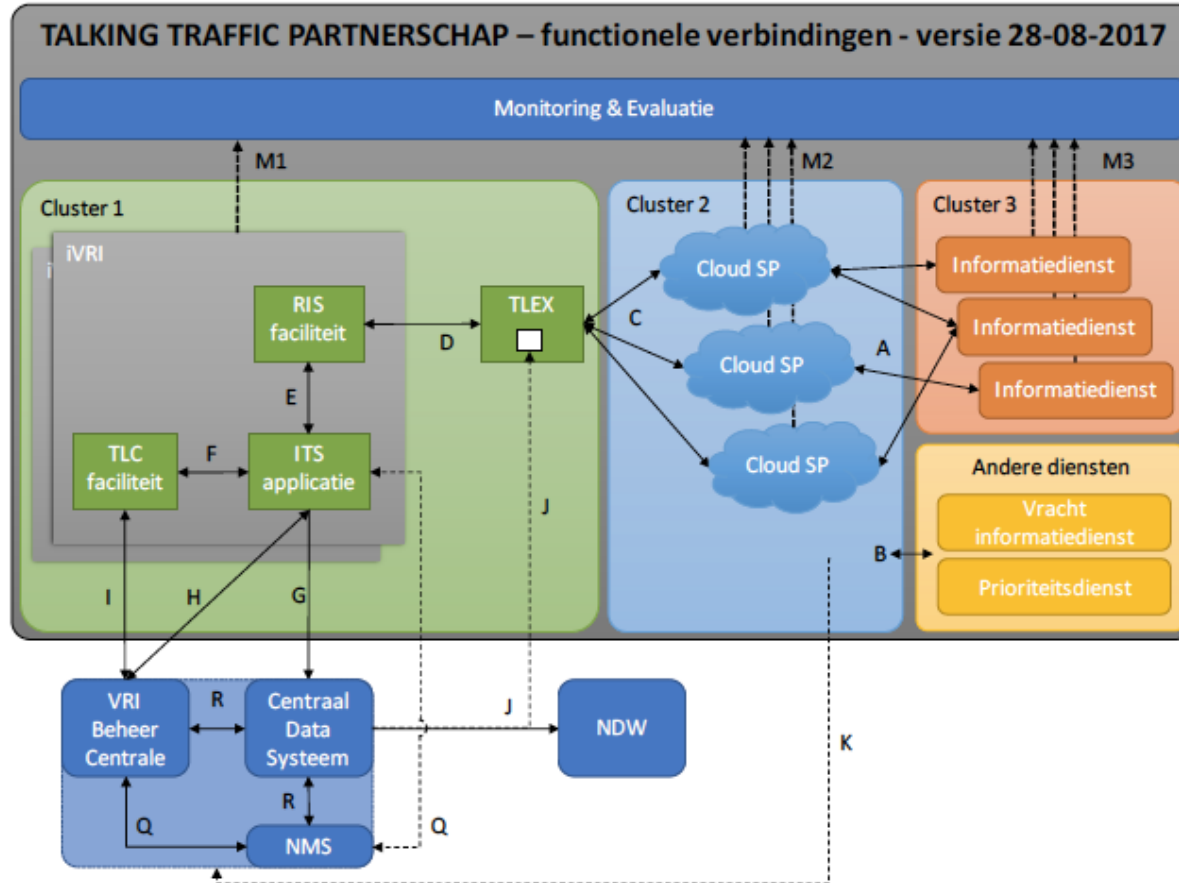 TALKING TRAFFIC PARTNERSCHAP – functionele verbindingen - versie 28-08-2017
Monitoring & Evaluatie
M1
M2
M3
Cluster 1
Cluster 2
Cluster 3
i
iVRI
RIS
faciliteit
TLEX
D
C
E
TLC
faciliteit
F
ITS
applicatie
Cloud SP
Cloud SP
Cloud SP
A
Informatiedienst
Informatiedienst
Informatiedienst
Andere diensten
Vracht
informatiedienst
Prioriteitsdienst
B
J
I
H
G
VRI
Beheer
Centrale
R
Centraal
Data
Systeem
J
NDW
K
R
Q
NMS
Q